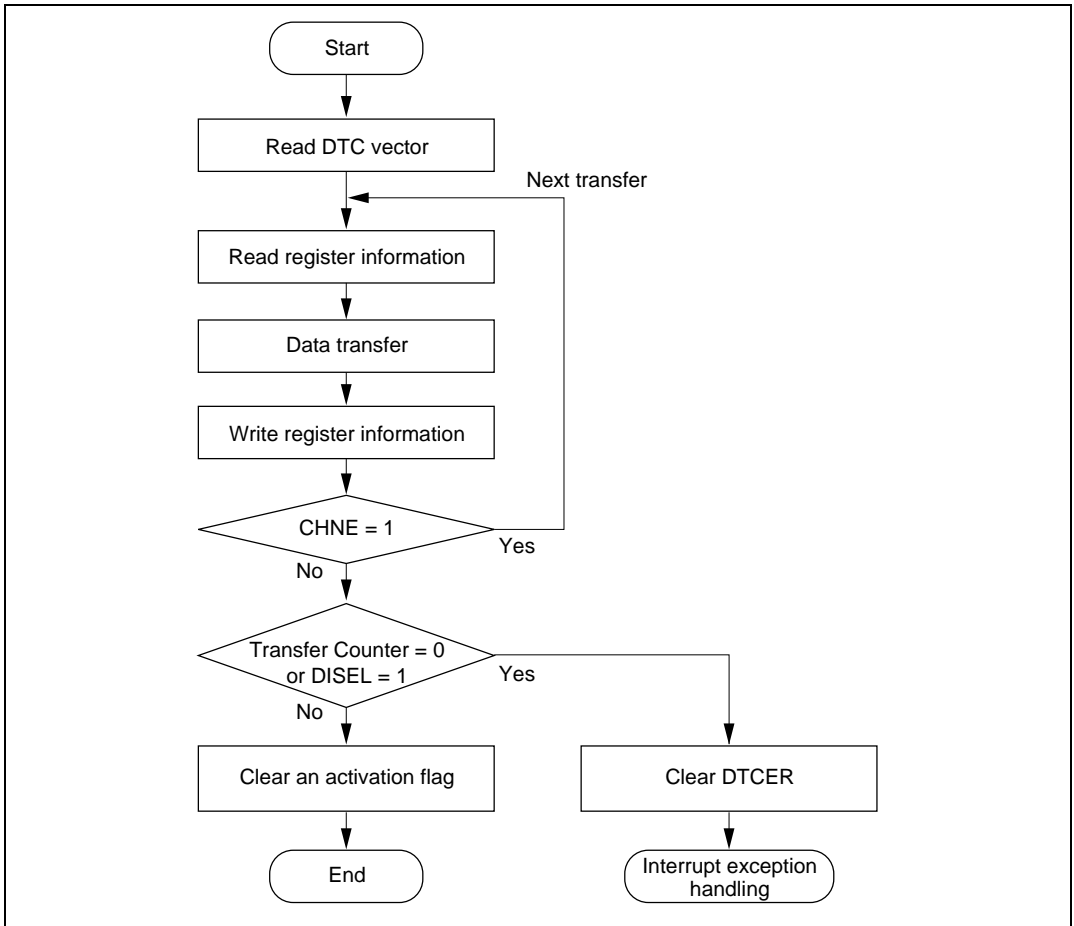 Start
Read DTC vector
Next transfer
Read register information
Data transfer
Write register information
CHNE = 1
Yes
No
Transfer Counter = 0
or DISEL = 1
Yes
No
Clear an activation flag
Clear DTCER
End
Interrupt exception
handling